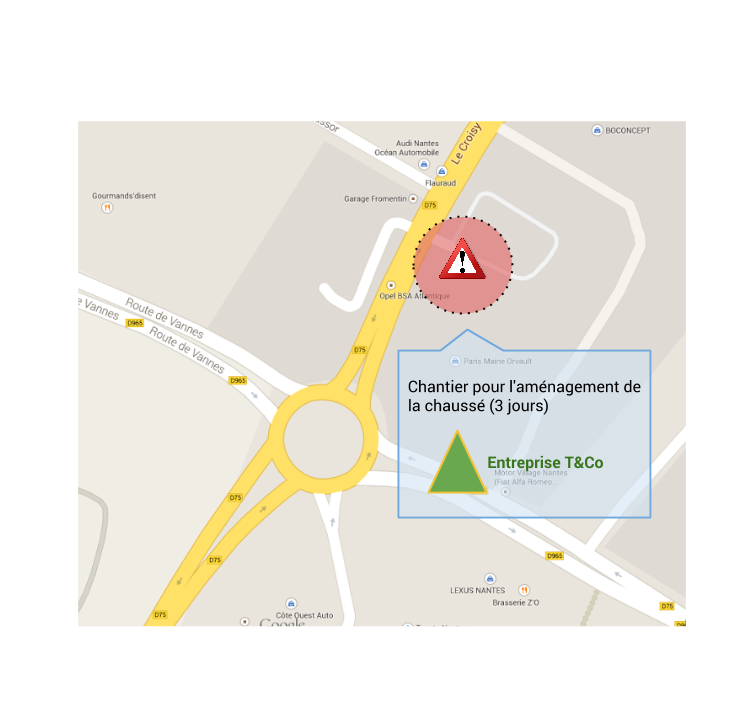 ssor
Le Croisy
BOCONCEPT
Audi Nantes
Océan Automobile
Flauraud
Gourmands'disent
Garage Fromentin
D75
Opel BSA Atlantique
Route de Vannes
e Vannes
D965
Route de Vannes
D75
D965
Paris Maine Orvault
Chantier pour l'aménagement de
la chaussé (3 jours)
Entreprise T&Co
Motor Village Nantes
(Fiat Alfa Romeo...
D75
D75
D965
LEXUS NANTES
Brasserie Z'O
D75
D75
Côte Ouest Auto
Google